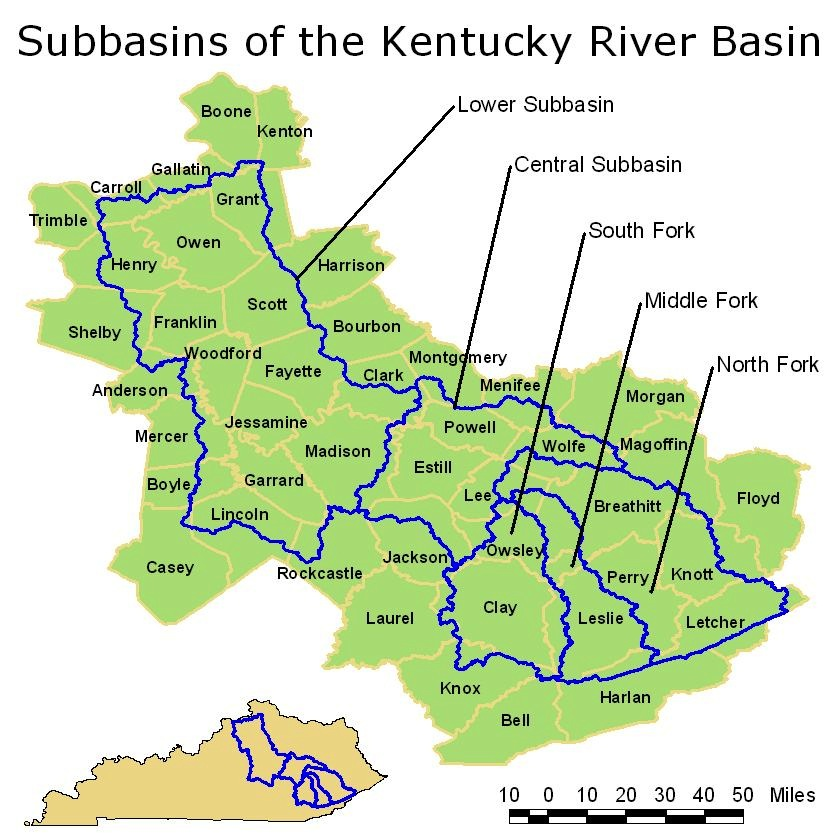 Subbasins of the Kentucky River Basin
Lower Subbasin
Boone
Kenton
Central Subbasin
Gallatin
Carroll
Grant
Trimble
South Fork
Owen
Henry
Harrison
Middle Fork
Scott
Franklin
Bourbon
Shelby
Woodford
Montgomery
North Fork
Fayette
Clark
Menifee
Anderson
Morgan
Jessamine
Powell
Mercer
Wolfe
Magoffin
Madison
Estill
Garrard
Boyle
Lee
Floyd
Breathitt
Lincoln
Owsley
Jackson
Casey
Rockcastle
Perry
Knott
Clay
Laurel
Leslie
Letcher
Knox
Harlan
Bell
10 0 10 20 30 40 50 Miles